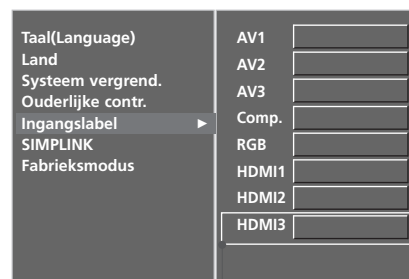 Taal(Language)
Land
Systeem vergrend.
Ouderlijke contr.
Ingangslabel ►
SIMPLINK
Fabrieksmodus
AV1
AV2
AV3
Comp.
RGB
HDMI1
HDMI2
HDMI3